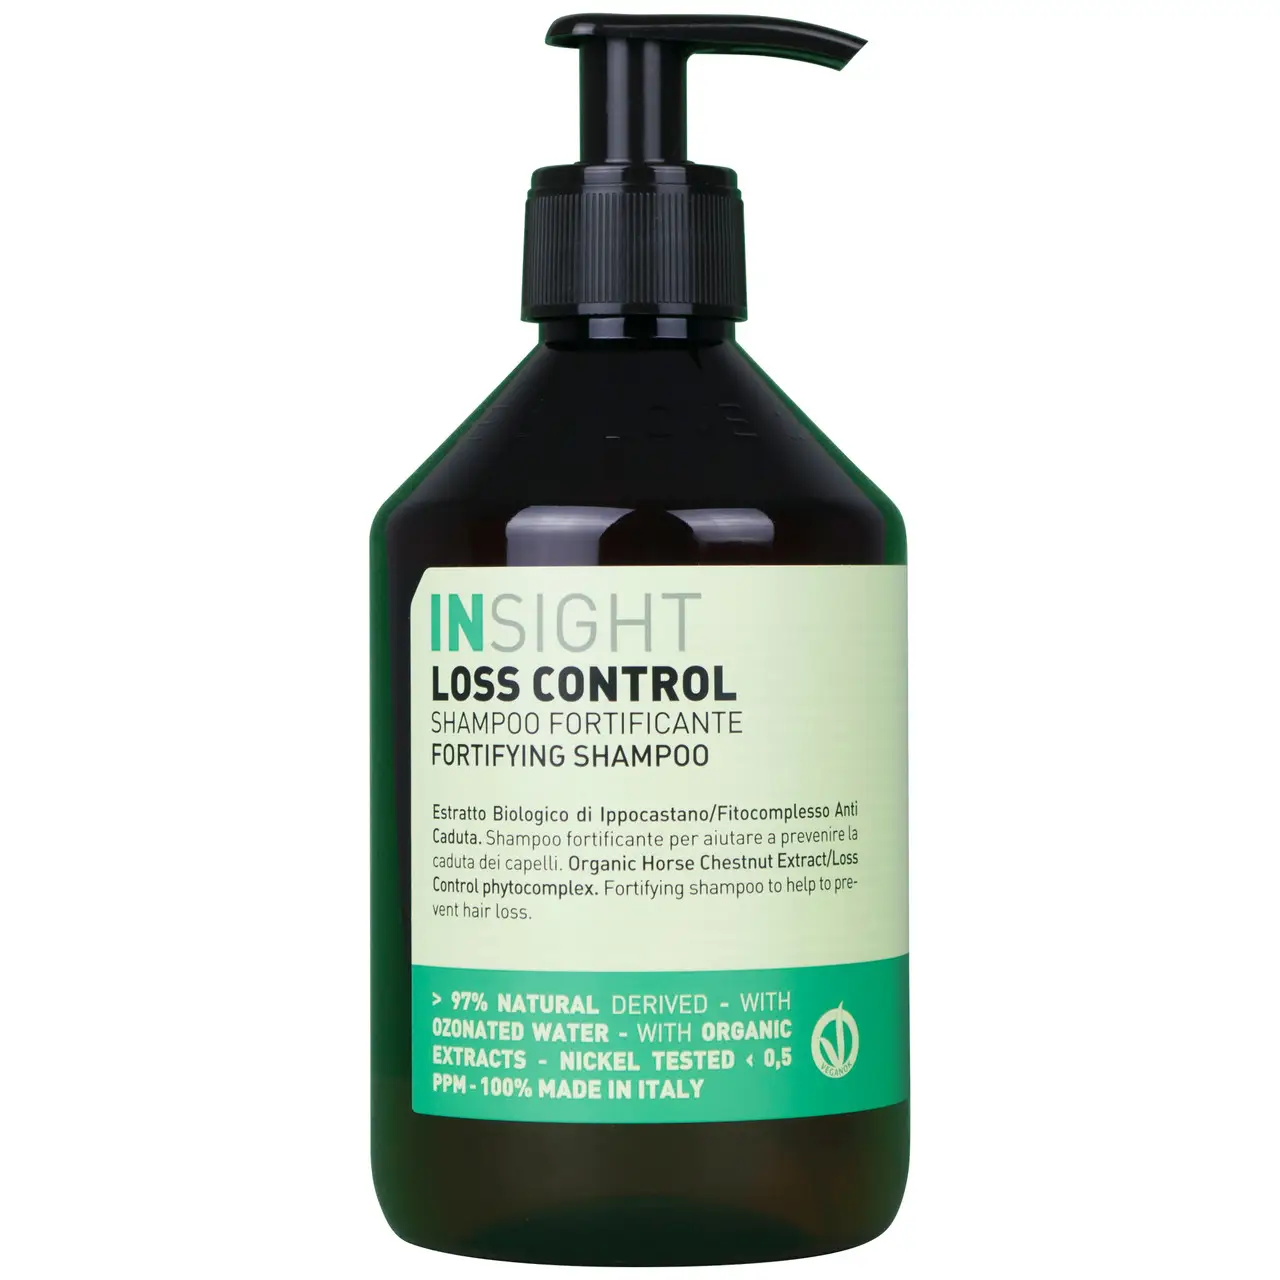 INSIGHT
LOSS CONTROL
SHAMPOO FORTIFICANTE
FORTIFYING SHAMPOO
Estratto Biologico di Ippocastano/Fitocomplesso Anti
Caduta. Shampoo fortificante per aiutare a prevenire la
caduta dei capelli. Organic Horse Chestnut Extract/Loss
Control phytocomplex. Fortifying shampoo to help to pre-
vent hair loss.
> 97% NATURAL DERIVED - WITH
OZONATED WATER - WITH ORGANIC
EXTRACTS - NICKEL TESTED < 0,5
PPM - 100% MADE IN ITALY
VEGANOK